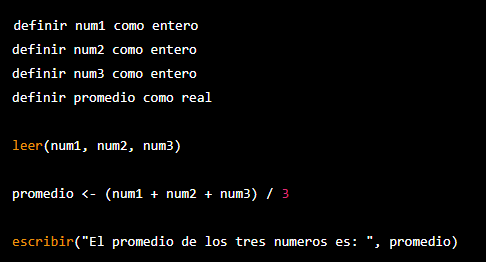 definir num1 como entero
definir num2 como entero
definir num3 como entero
definir promedio como real
leer(num1, num2, num3)
promedio <- (num1 + num2 + num3) / 3
escribir("El promedio de los tres numeros es: ", promedio)